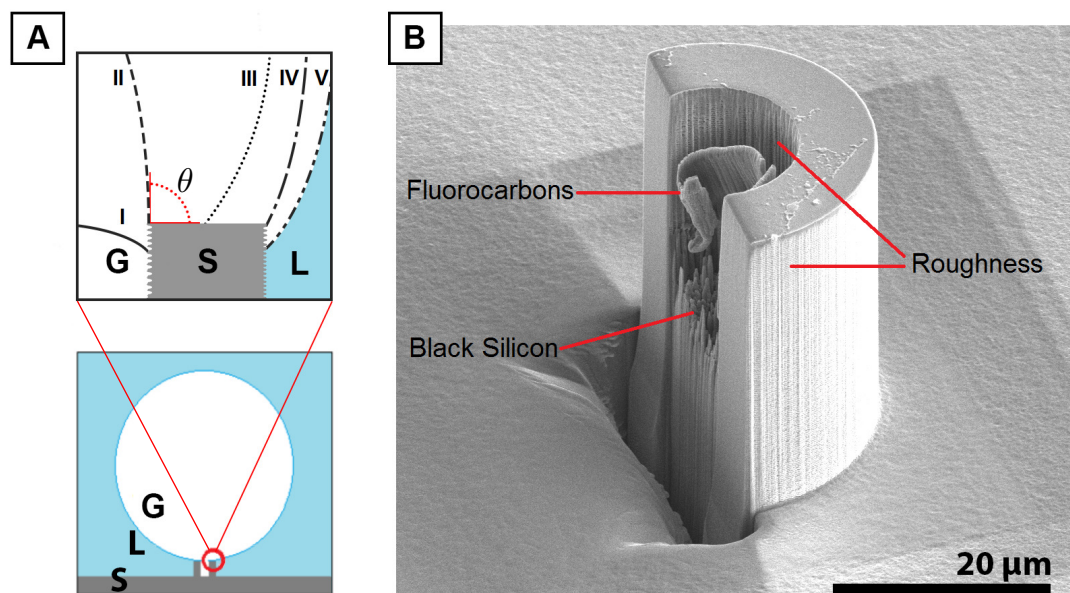 A
II
III
IV
V
θ
I
G
S
L
G
L
S
B
Fluorocarbons
Roughness
Black Silicon
20 µm